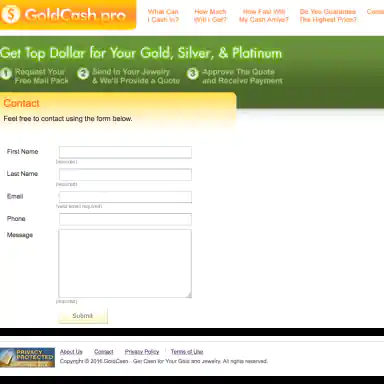 $ GoldCash.pro
What Can I Cash In?
How Much Will I Get?
How Fast Will My Cash Arrive?
Do You Guarantee The Highest Price?
Get Top Dollar for Your Gold, Silver, & Platinum
1 Request Your Free Mail Pack
2 Send In Your Jewelry & We'll Provide a Quote
3 Approve The Quote and Receive Payment
Contact
Feel free to contact using the form below.
First Name
(required)
Last Name
(required)
Email
(valid email required)
Phone
Message
(required)
Submit
PRIVACY PROTECTED
About Us
Contact
Privacy Policy
Terms of Use
Copyright © 2016 GoldCash - Get Cash for Your Gold and Jewelry. All rights reserved.